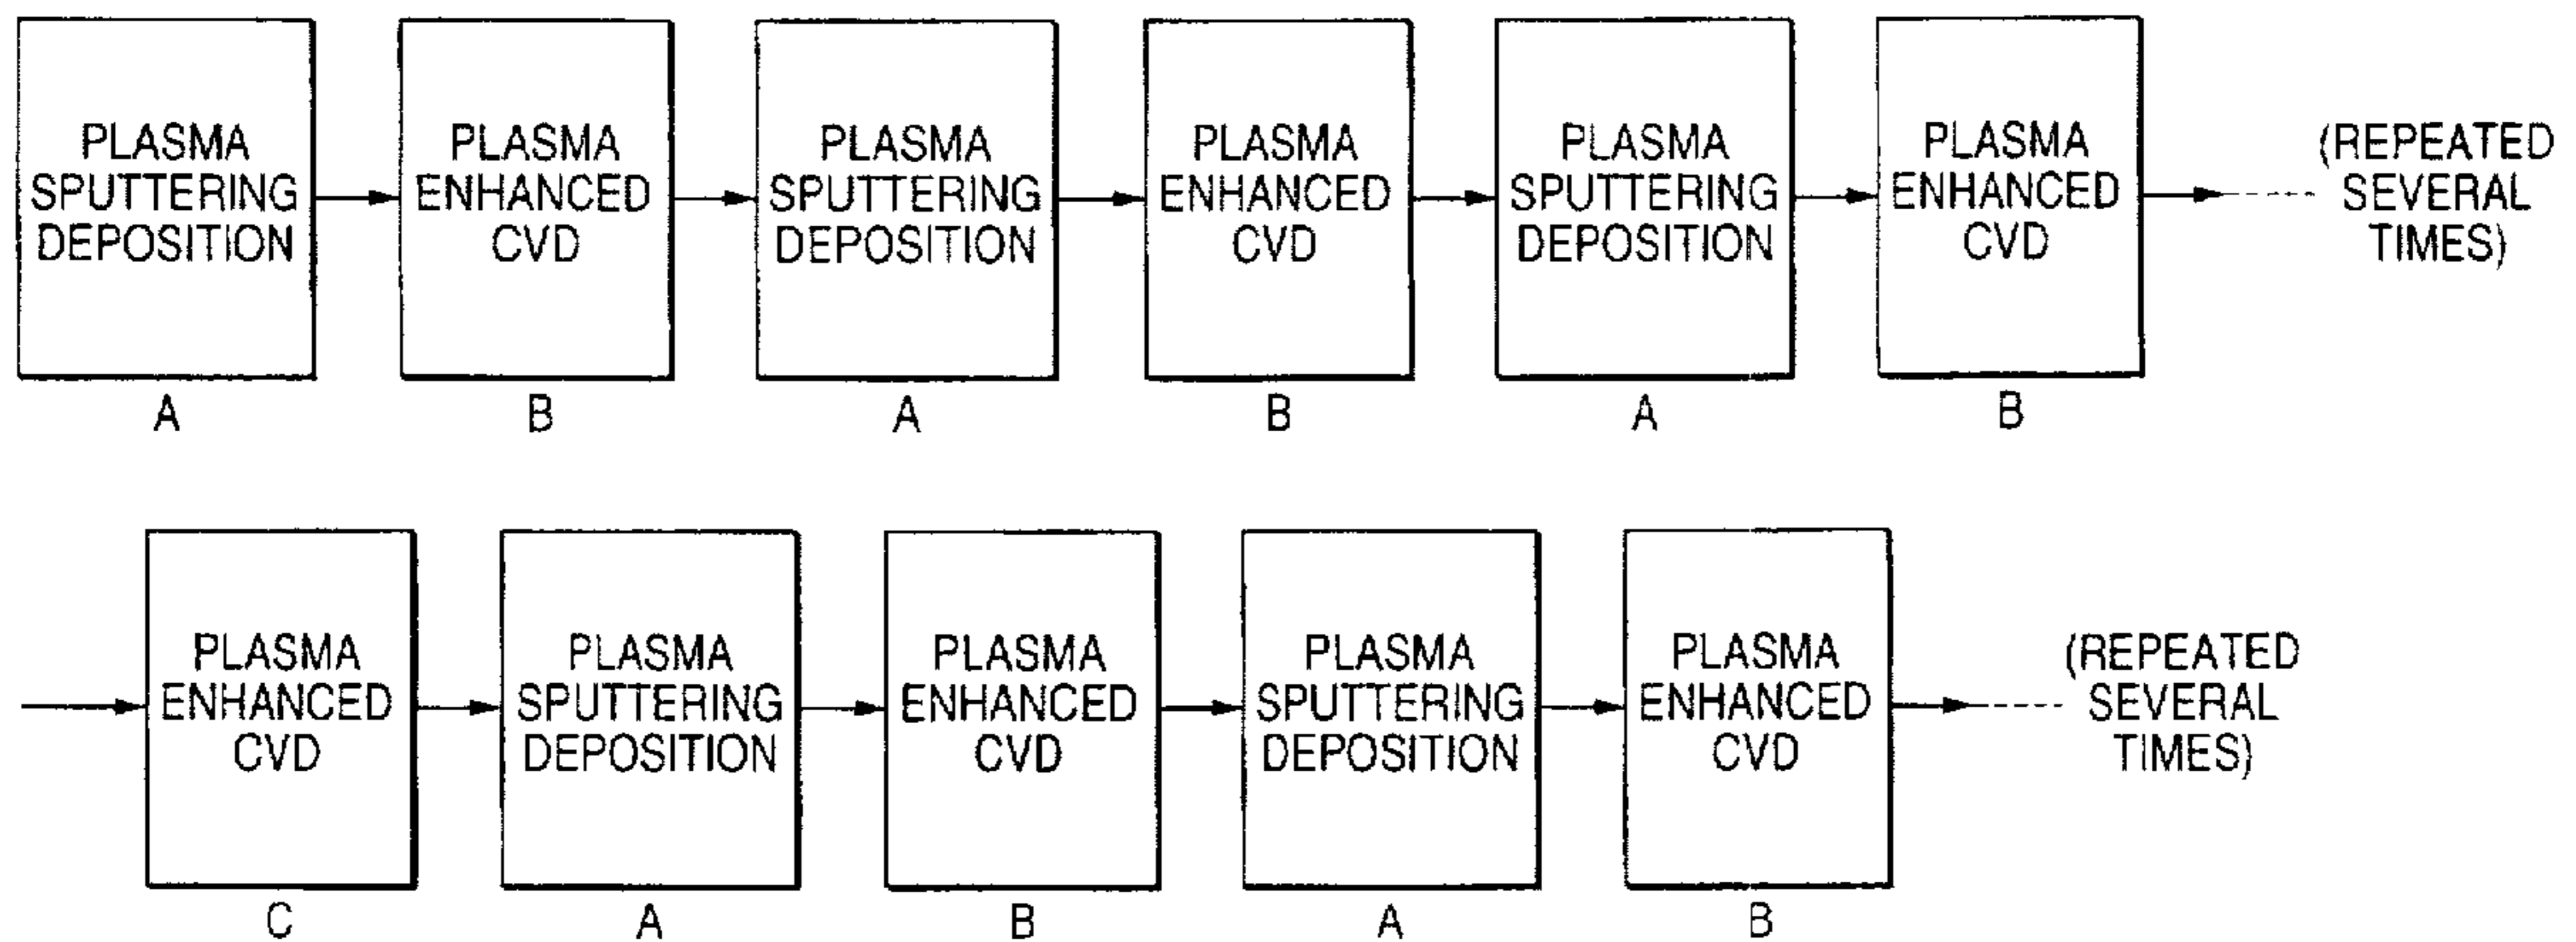 PLASMA
SPUTTERING
DEPOSITION
A
PLASMA
ENHANCED
CVD
B
PLASMA
SPUTTERING
DEPOSITION
A
PLASMA
ENHANCED
CVD
B
PLASMA
SPUTTERING
DEPOSITION
A
PLASMA
ENHANCED
CVD
B
(REPEATED
SEVERAL
TIMES)
PLASMA
ENHANCED
CVD
C
PLASMA
SPUTTERING
DEPOSITION
A
PLASMA
ENHANCED
CVD
B
PLASMA
SPUTTERING
DEPOSITION
A
PLASMA
ENHANCED
CVD
B
(REPEATED
SEVERAL
TIMES)